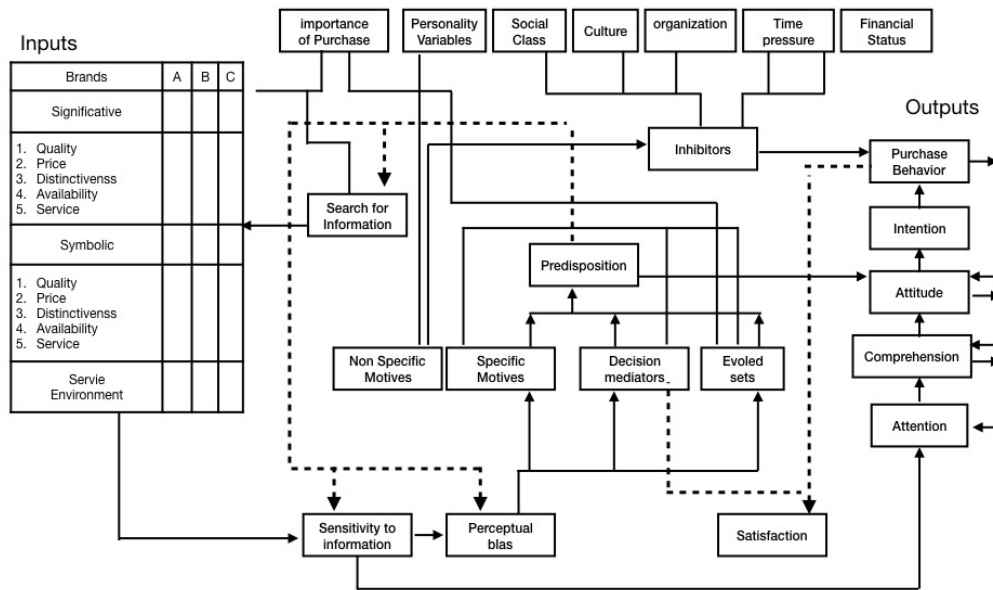 importance
of Purchase
Personality
Variables
Social
Class
Culture
organization
Time
pressure
Financial
Status
Inputs
Brands A B C
Significative
1. Quality
2. Price
3. Distinctivenss
4. Availability
5. Service
Symbolic
1. Quality
2. Price
3. Distinctivenss
4. Availability
5. Service
Servie
Environment
Search for
Information
Inhibitors
Predisposition
Non Specific
Motives
Specific
Motives
Decision
mediators
Evoled
sets
Sensitivity to
information
Perceptual
blas
Satisfaction
Outputs
Purchase
Behavior
Intention
Attitude
Comprehension
Attention